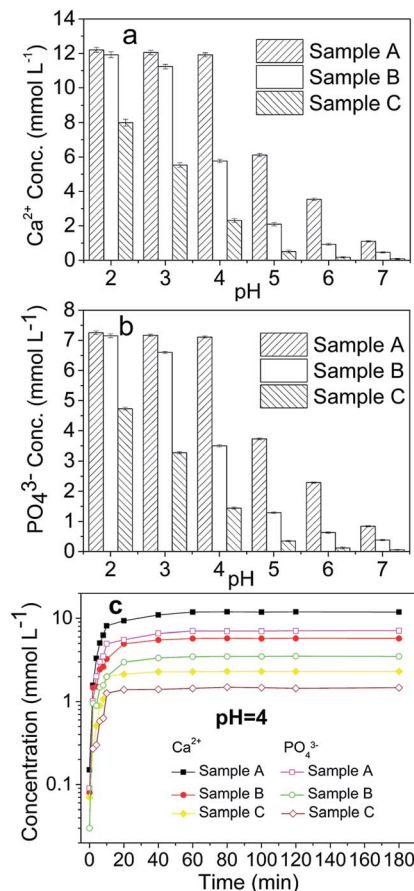 a
Sample A
Sample B
Sample C
14
12
10
8
6
4
2
0
Ca²⁺ Conc. (mmol L⁻¹)
2 3 4 5 6 7
pH
b
Sample A
Sample B
Sample C
8
7
6
5
4
3
2
1
0
PO₄³⁻ Conc. (mmol L⁻¹)
2 3 4 5 6 7
pH
c
10
1
0.1
Concentration (mmol L⁻¹)
pH=4
Ca²⁺ PO₄³⁻
Sample A Sample A
Sample B Sample B
Sample C Sample C
0 20 40 60 80 100 120 140 160 180
Time (min)